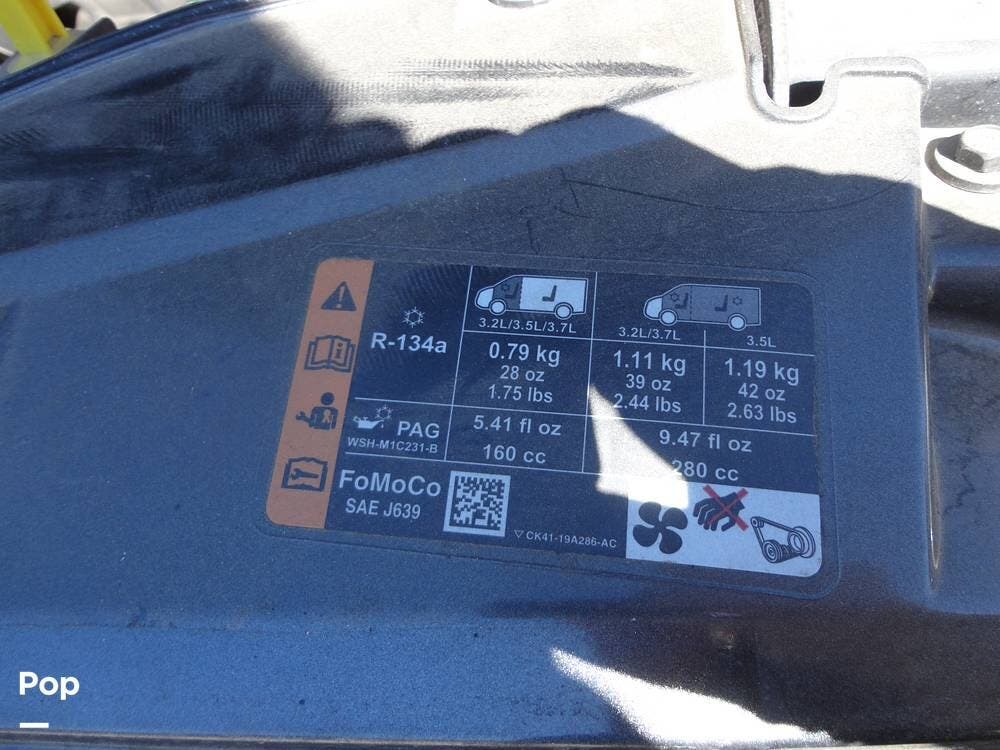 R-134a
3.2L/3.5L/3.7L
0.79 kg
28 oz
1.75 lbs
3.2L/3.7L
1.11 kg
39 oz
2.44 lbs
3.5L
1.19 kg
42 oz
2.63 lbs
PAG
WSH-M1C231-B
5.41 fl oz
160 cc
9.47 fl oz
280 cc
FoMoCo
SAE J639
CK41-19A286-AC
Pop